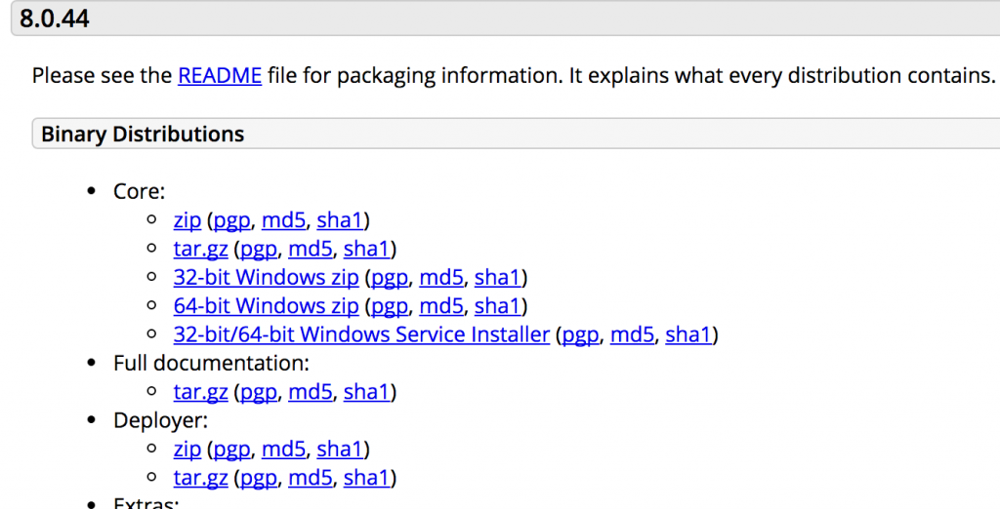 8.0.44
Please see the README file for packaging information. It explains what every distribution contains.
Binary Distributions
Core:
zip (pgp, md5, sha1)
tar.gz (pgp, md5, sha1)
32-bit Windows zip (pgp, md5, sha1)
64-bit Windows zip (pgp, md5, sha1)
32-bit/64-bit Windows Service Installer (pgp, md5, sha1)
Full documentation:
tar.gz (pgp, md5, sha1)
Deployer:
zip (pgp, md5, sha1)
tar.gz (pgp, md5, sha1)
Extras: